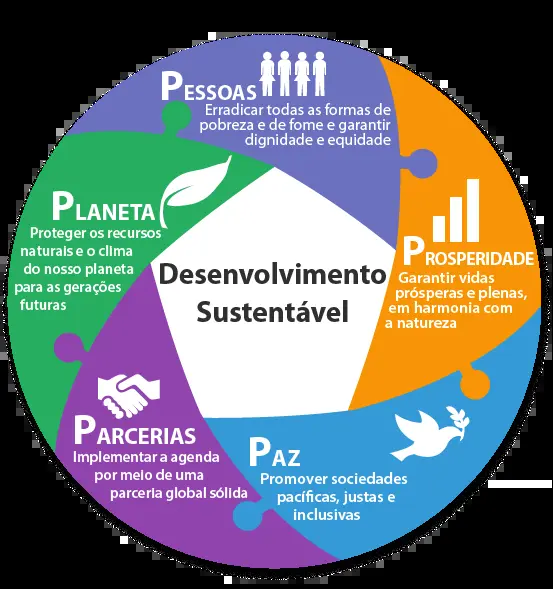 PESSOAS
Erradicar todas as formas de
pobreza e de fome e garantir
dignidade e equidade
PROSPERIDADE
Garantir vidas
prósperas e plenas,
em harmonia com
a natureza
PAZ
Promover sociedades
pacíficas, justas e
inclusivas
PARCERIAS
Implementar a agenda
por meio de uma
parceria global sólida
PLANETA
Proteger os recursos
naturais e o clima
do nosso planeta
para as gerações
futuras
Desenvolvimento
Sustentável